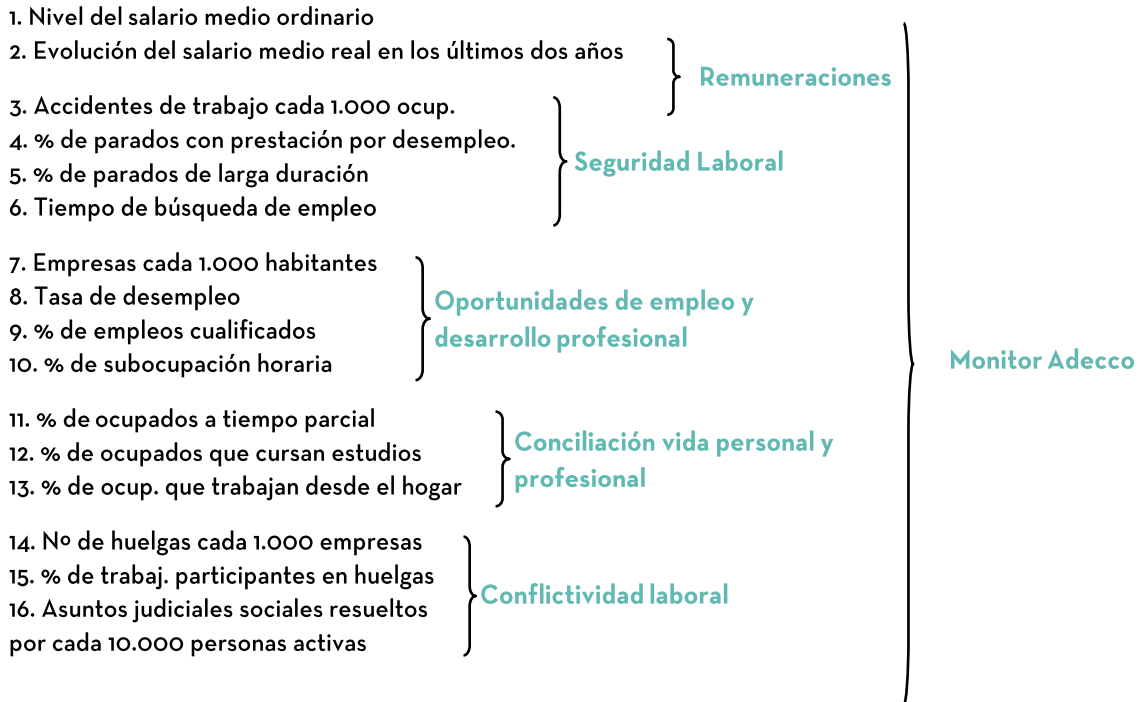 1. Nivel del salario medio ordinario
2. Evolución del salario medio real en los últimos dos años
Remuneraciones
3. Accidentes de trabajo cada 1.000 ocup.
4. % de parados con prestación por desempleo.
5. % de parados de larga duración
6. Tiempo de búsqueda de empleo
Seguridad Laboral
7. Empresas cada 1.000 habitantes
8. Tasa de desempleo
9. % de empleos cualificados
10. % de subocupación horaria
Oportunidades de empleo y
desarrollo profesional
11. % de ocupados a tiempo parcial
12. % de ocupados que cursan estudios
13. % de ocup. que trabajan desde el hogar
Conciliación vida personal y
profesional
14. Nº de huelgas cada 1.000 empresas
15. % de trabaj. participantes en huelgas
16. Asuntos judiciales sociales resueltos
por cada 10.000 personas activas
Conflictividad laboral
Monitor Adecco